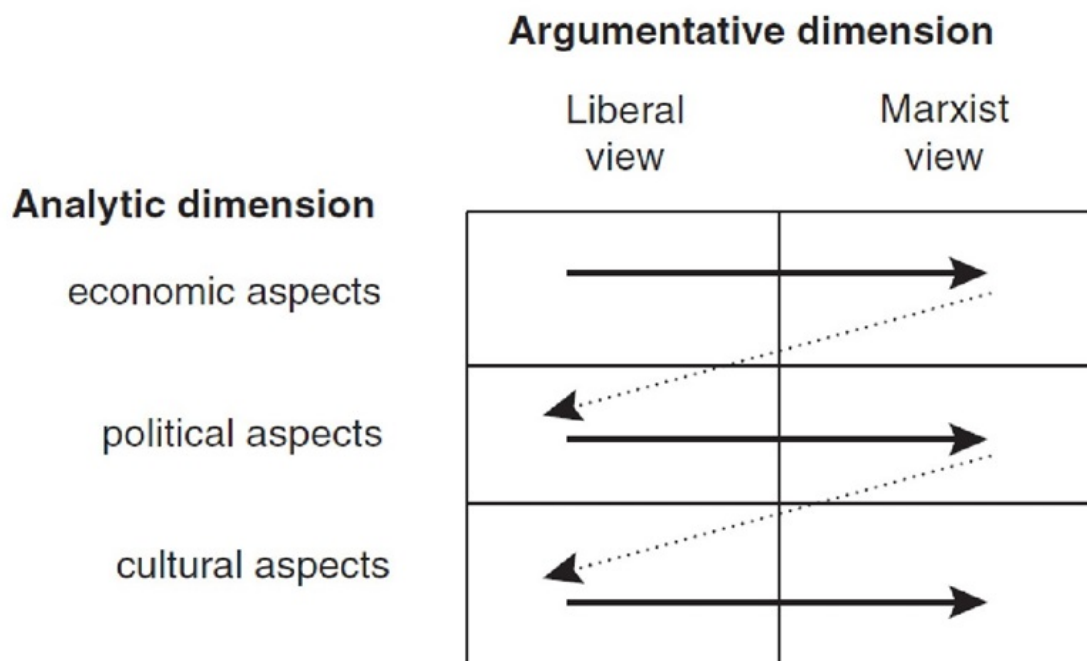 Argumentative dimension
Liberal
view
Marxist
view
Analytic dimension
economic aspects
political aspects
cultural aspects